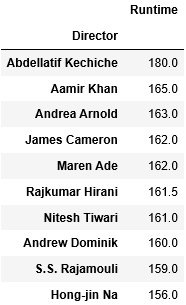 Runtime
Director
Abdellatif Kechiche 180.0
Aamir Khan 165.0
Andrea Arnold 163.0
James Cameron 162.0
Maren Ade 162.0
Rajkumar Hirani 161.5
Nitesh Tiwari 161.0
Andrew Dominik 160.0
S.S. Rajamouli 159.0
Hong-jin Na 156.0